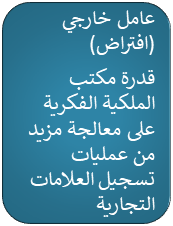 عامل خارجي
(افتراض)
قدرة مكتب
الملكية الفكرية
على معالجة مزيد
من عمليات
تسجيل العلامات
التجارية